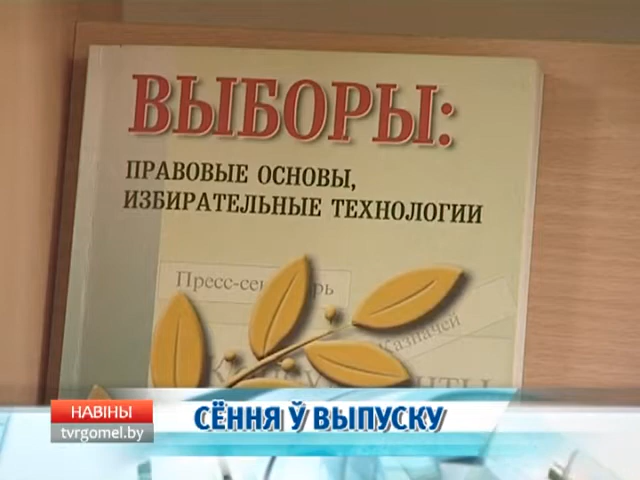 ВЫБОРЫ:
ПРАВОВЫЕ ОСНОВЫ,
ИЗБИРАТЕЛЬНЫЕ ТЕХНОЛОГИИ
Казначей
НАВІНЫ
СЁННЯ Ў ВЫПУСКУ
tvrgomel.by